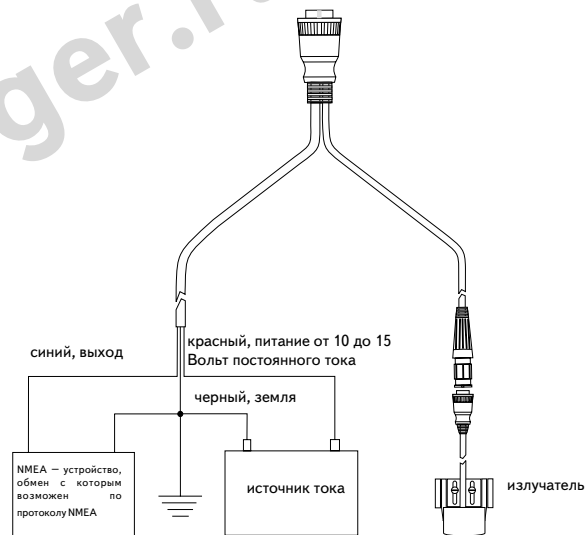 ger.r
синий, выход
красный, питание от 10 до 15
Вольт постоянного тока
черный, земля
NMEA — устройство,
обмен с которым
возможен по
протоколу NMEA
источник тока
излучатель